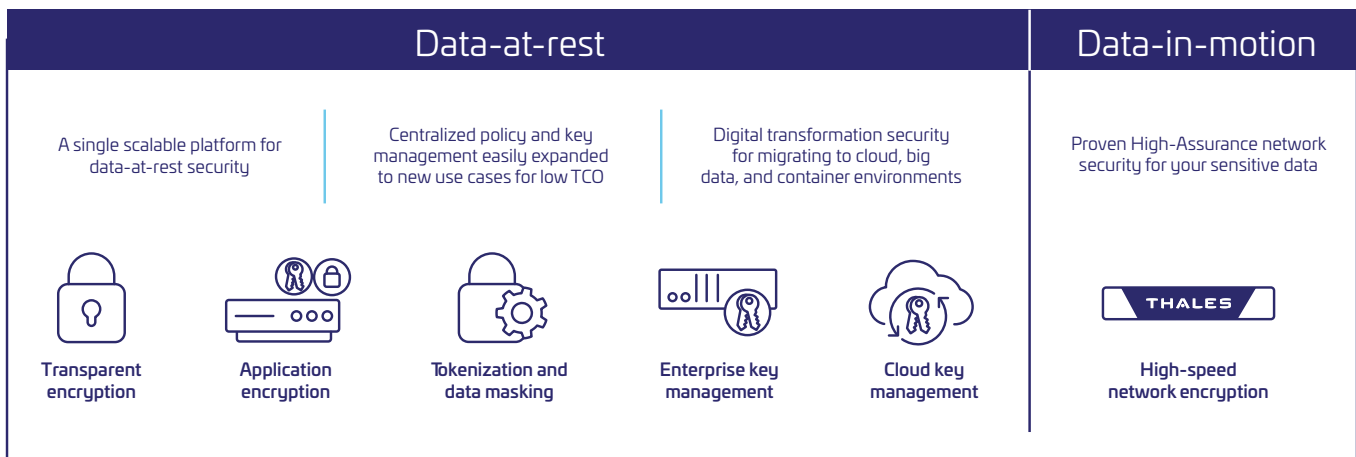 Data-at-rest
Data-in-motion
A single scalable platform for
data-at-rest security
Centralized policy and key
management easily expanded
to new use cases for low TCO
Digital transformation security
for migrating to cloud, big
data, and container environments
Proven High-Assurance network
security for your sensitive data
THALES
Transparent
encryption
Application
encryption
Tokenization and
data masking
Enterprise key
management
Cloud key
management
High-speed
network encryption